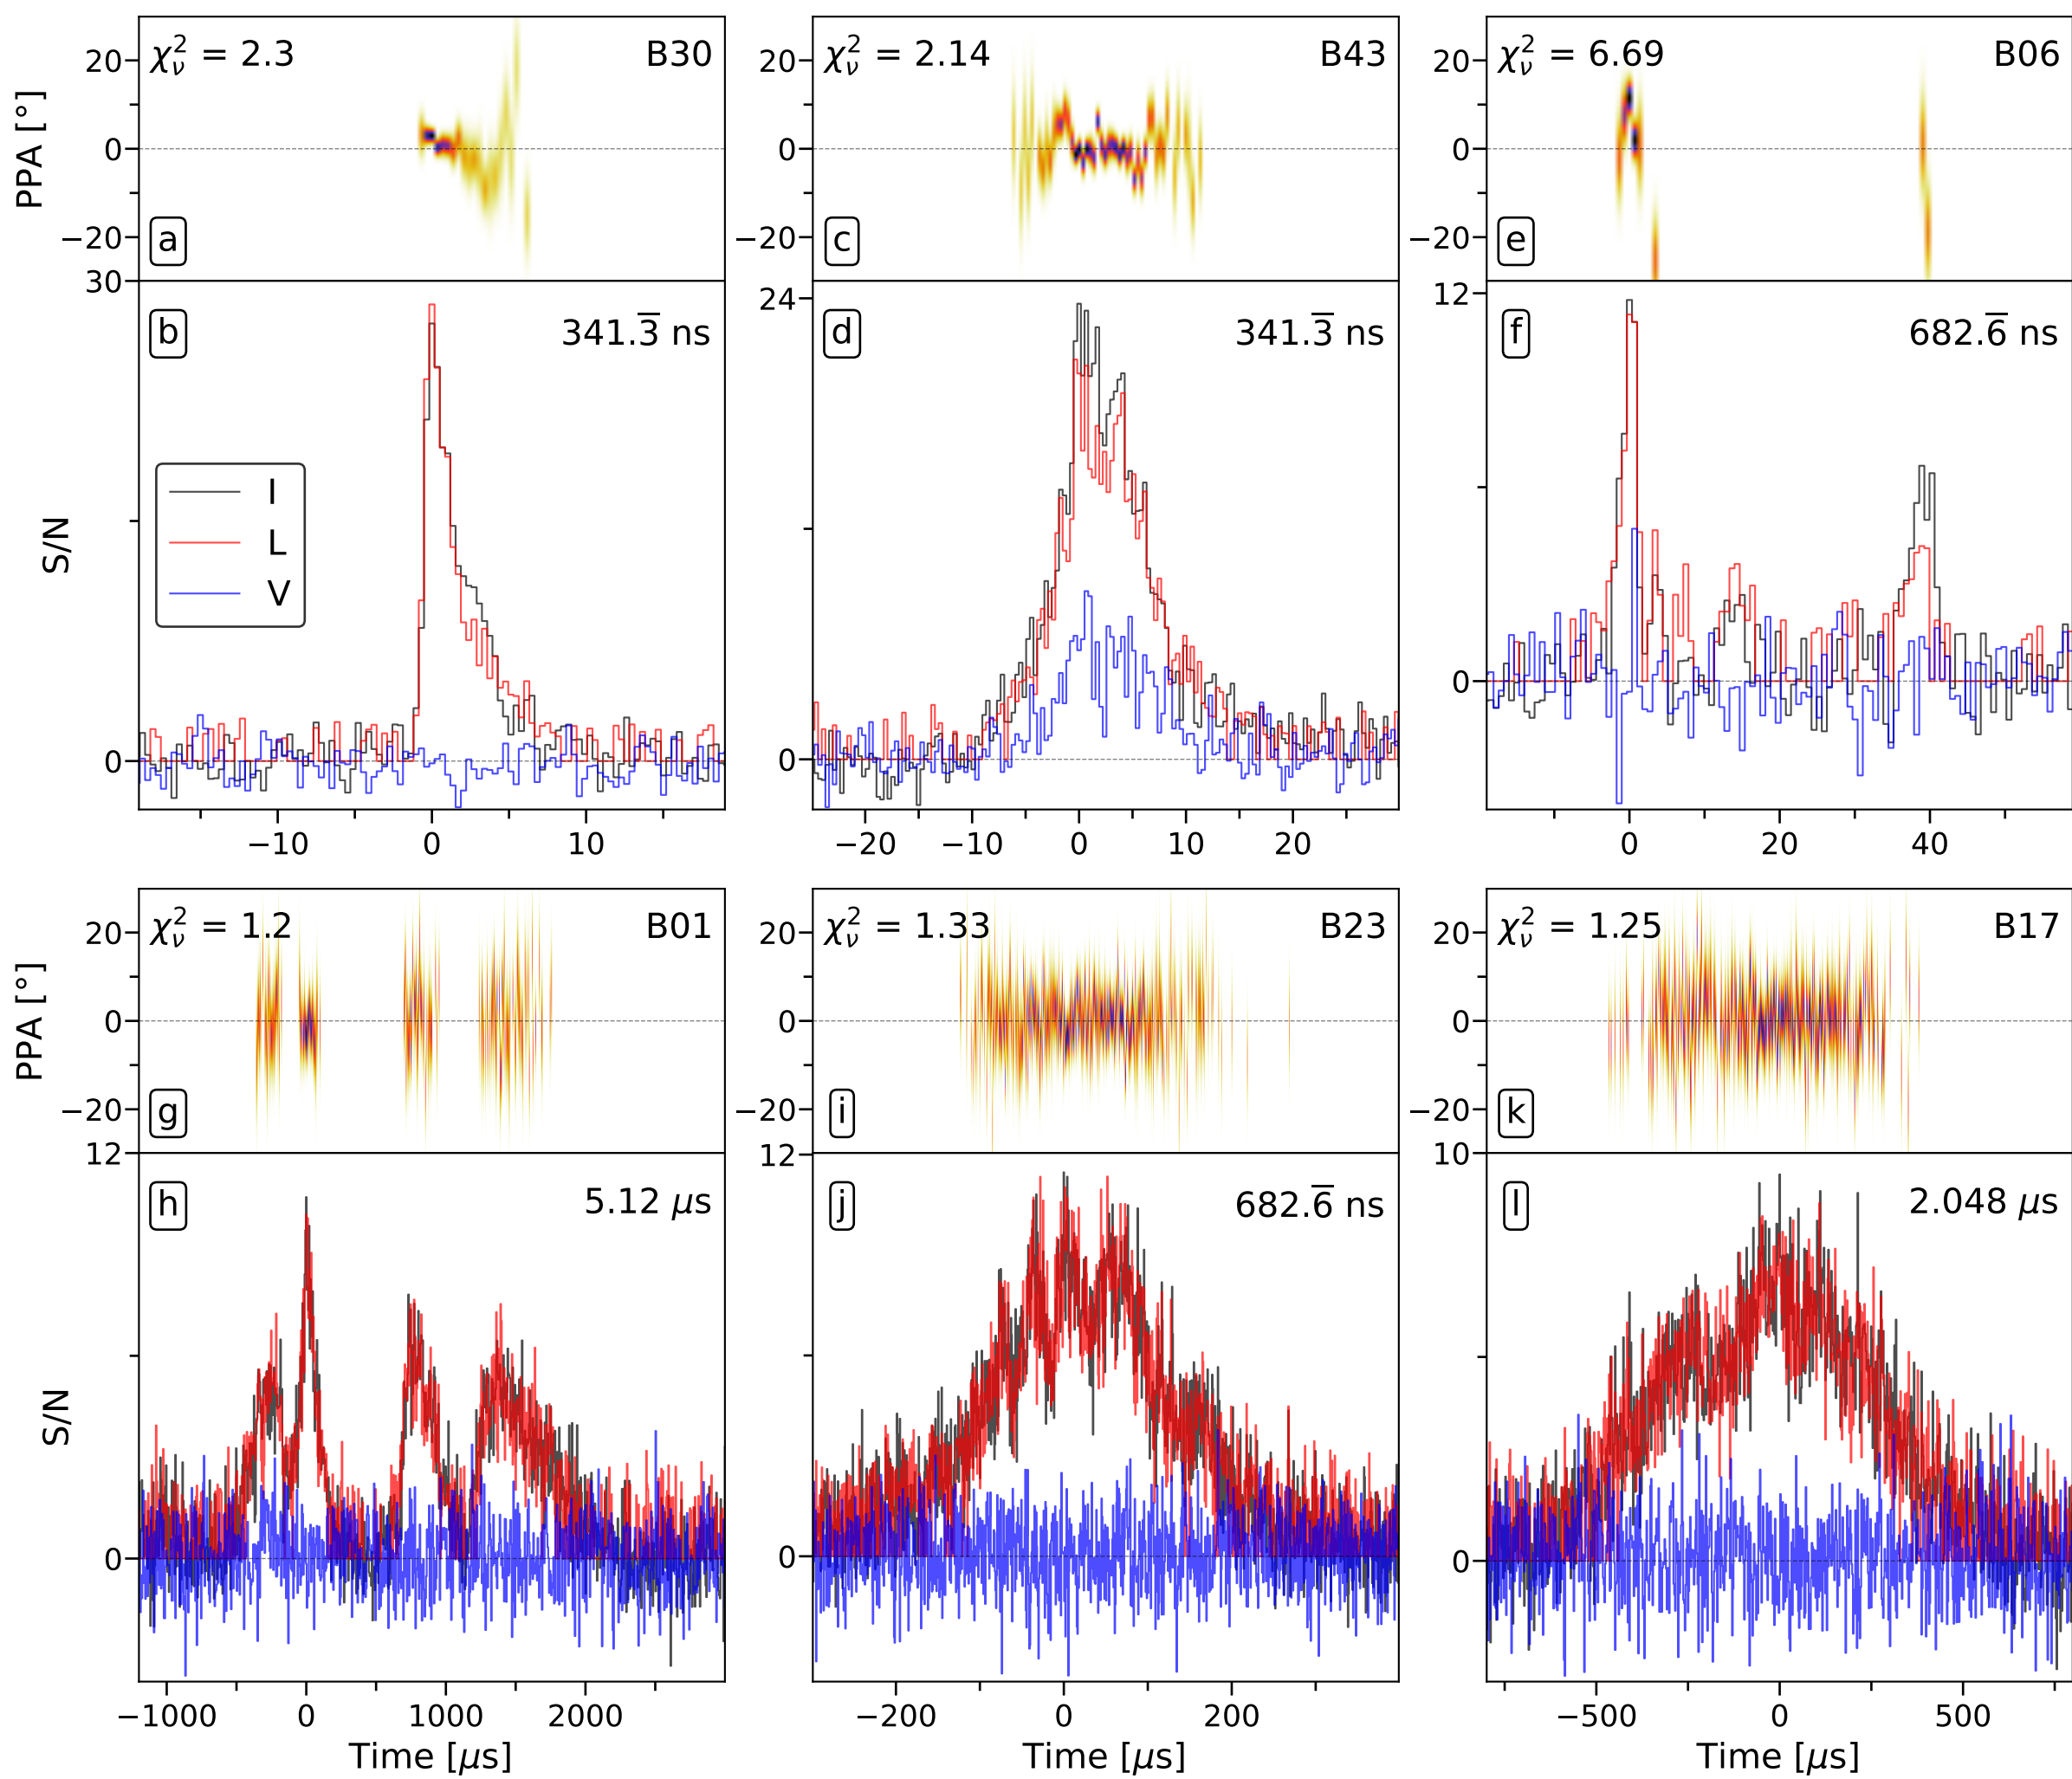 χ²ν = 2.3
B30
20
0
−20
PPA [°]
a
χ²ν = 2.14
B43
20
0
−20
c
χ²ν = 6.69
B06
20
0
−20
e
30
0
S/N
b
341.3̅ ns
I
L
V
−10 0 10
24
0
d
341.3̅ ns
−20 −10 0 10 20
12
0
f
682.6̅ ns
0 20 40
χ²ν = 1.2
B01
20
0
−20
PPA [°]
g
χ²ν = 1.33
B23
20
0
−20
i
χ²ν = 1.25
B17
20
0
−20
k
12
0
S/N
h
5.12 μs
−1000 0 1000 2000
Time [μs]
12
0
j
682.6̅ ns
−200 0 200
Time [μs]
10
0
l
2.048 μs
−500 0 500
Time [μs]